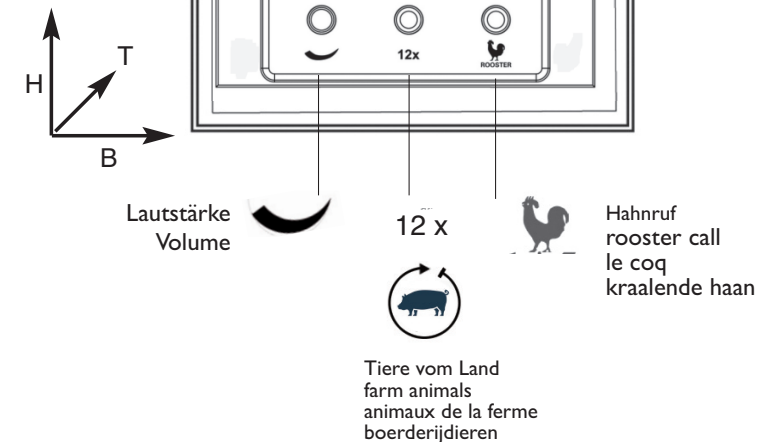 12x
ROOSTER
H
T
B
Lautstärke
Volume
12 x
Hahnruf
rooster call
le coq
kraalende haan
Tiere vom Land
farm animals
animaux de la ferme
boerderijdieren